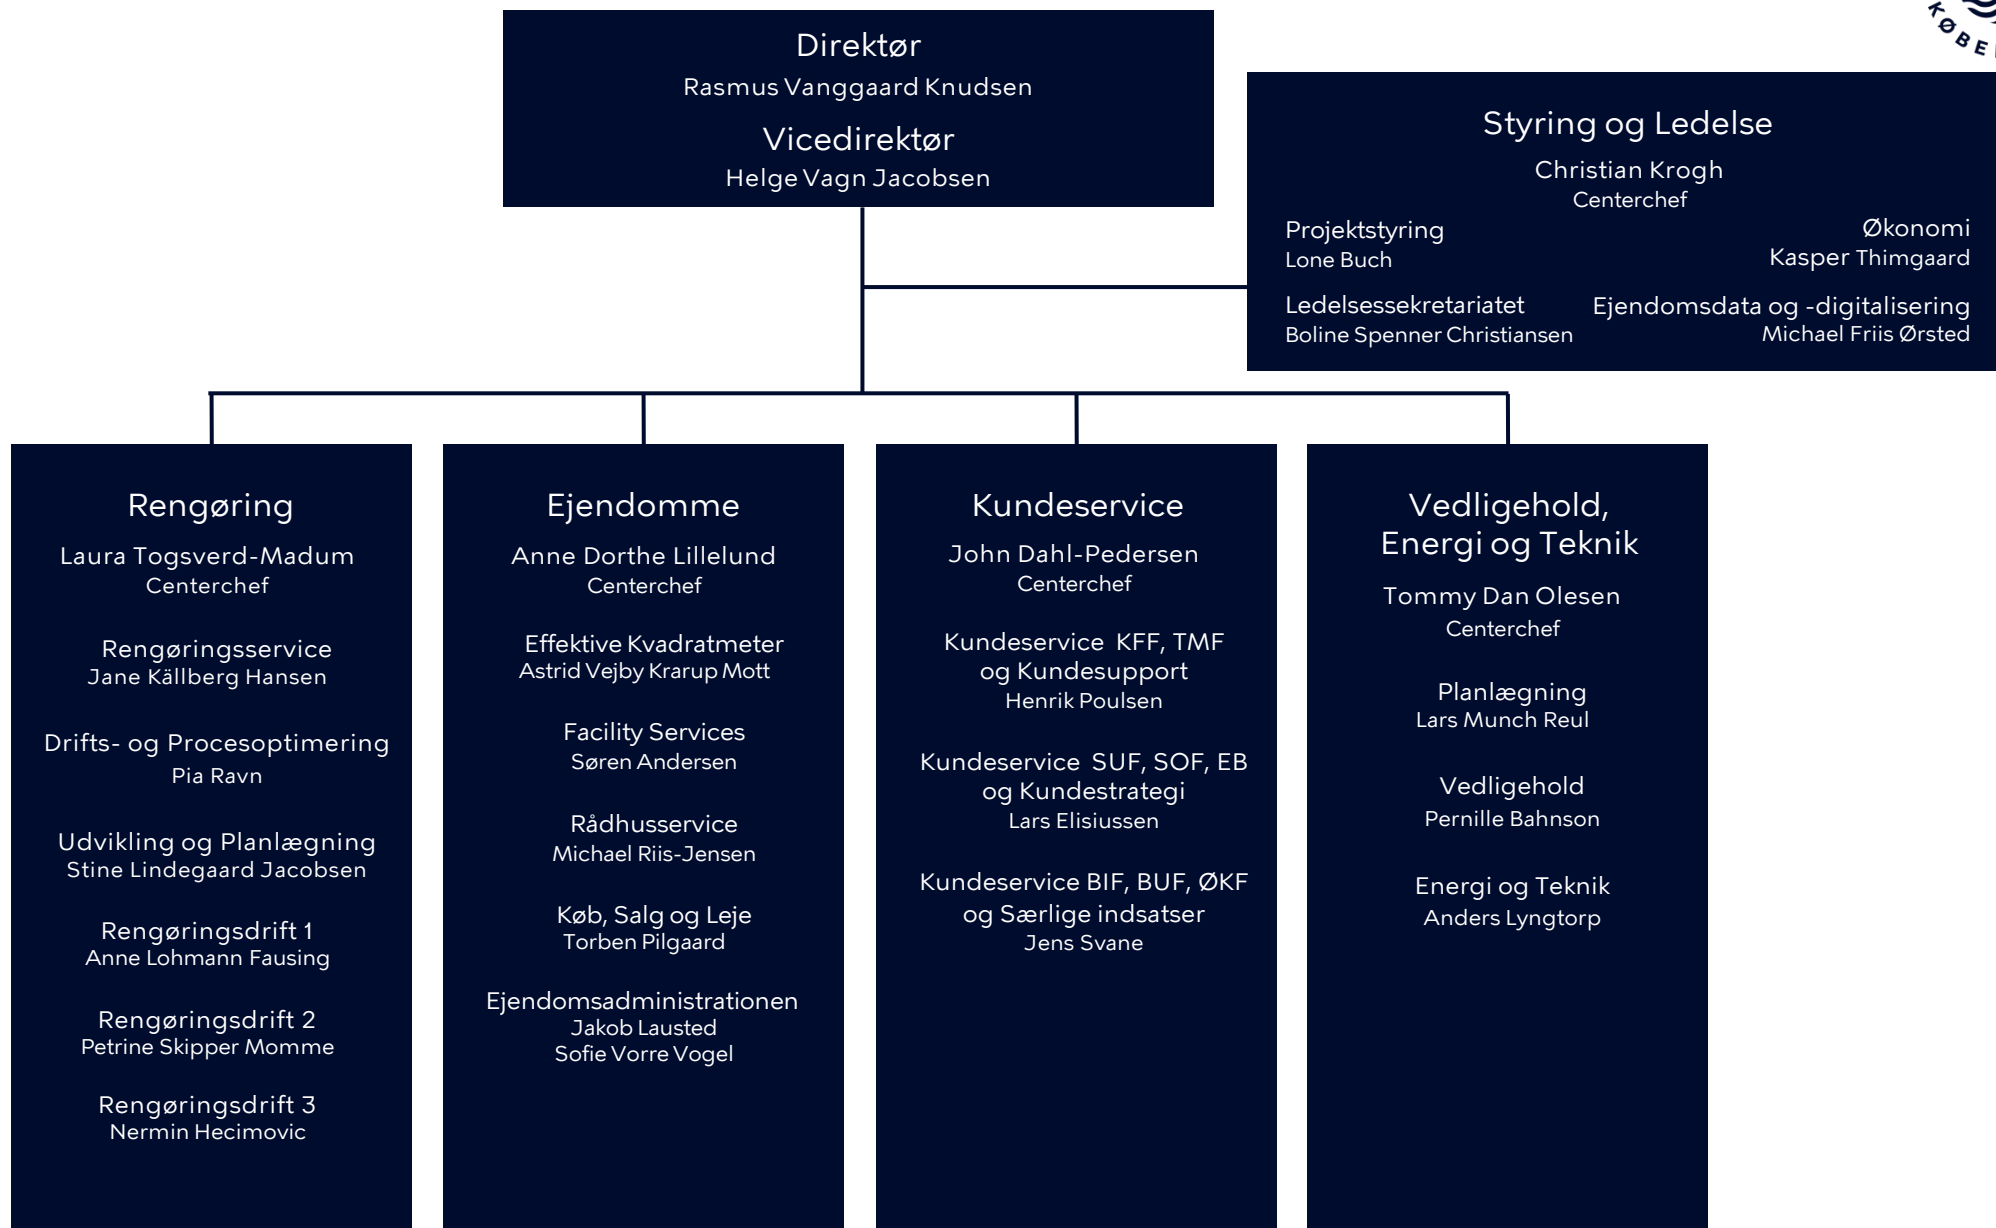 Direktør
Rasmus Vanggaard Knudsen
Vicedirektør
Helge Vagn Jacobsen
Styring og Ledelse
Christian Krogh
Centerchef
Projektstyring
Lone Buch
Økonomi
Kasper Thimgaard
Ledelsessekretariatet
Boline Spenner Christiansen
Ejendomsdata og -digitalisering
Michael Friis Ørsted
Rengøring
Laura Togsverd-Madum
Centerchef
Rengøringsservice
Jane Källberg Hansen
Drifts- og Procesoptimering
Pia Ravn
Udvikling og Planlægning
Stine Lindegaard Jacobsen
Rengøringsdrift 1
Anne Lohmann Fausing
Rengøringsdrift 2
Petrine Skipper Momme
Rengøringsdrift 3
Nermin Hecimovic
Ejendomme
Anne Dorthe Lillelund
Centerchef
Effektive Kvadratmeter
Astrid Vejby Krarup Mott
Facility Services
Søren Andersen
Rådhusservice
Michael Riis-Jensen
Køb, Salg og Leje
Torben Pilgaard
Ejendomsadministrationen
Jakob Lausted
Sofie Vorre Vogel
Kundeservice
John Dahl-Pedersen
Centerchef
Kundeservice KFF, TMF
og Kundesupport
Henrik Poulsen
Kundeservice SUF, SOF, EB
og Kundestrategi
Lars Elisiussen
Kundeservice BIF, BUF, ØKF
og Særlige indsatser
Jens Svane
Vedligehold,
Energi og Teknik
Tommy Dan Olesen
Centerchef
Planlægning
Lars Munch Reul
Vedligehold
Pernille Bahnson
Energi og Teknik
Anders Lyngtorp